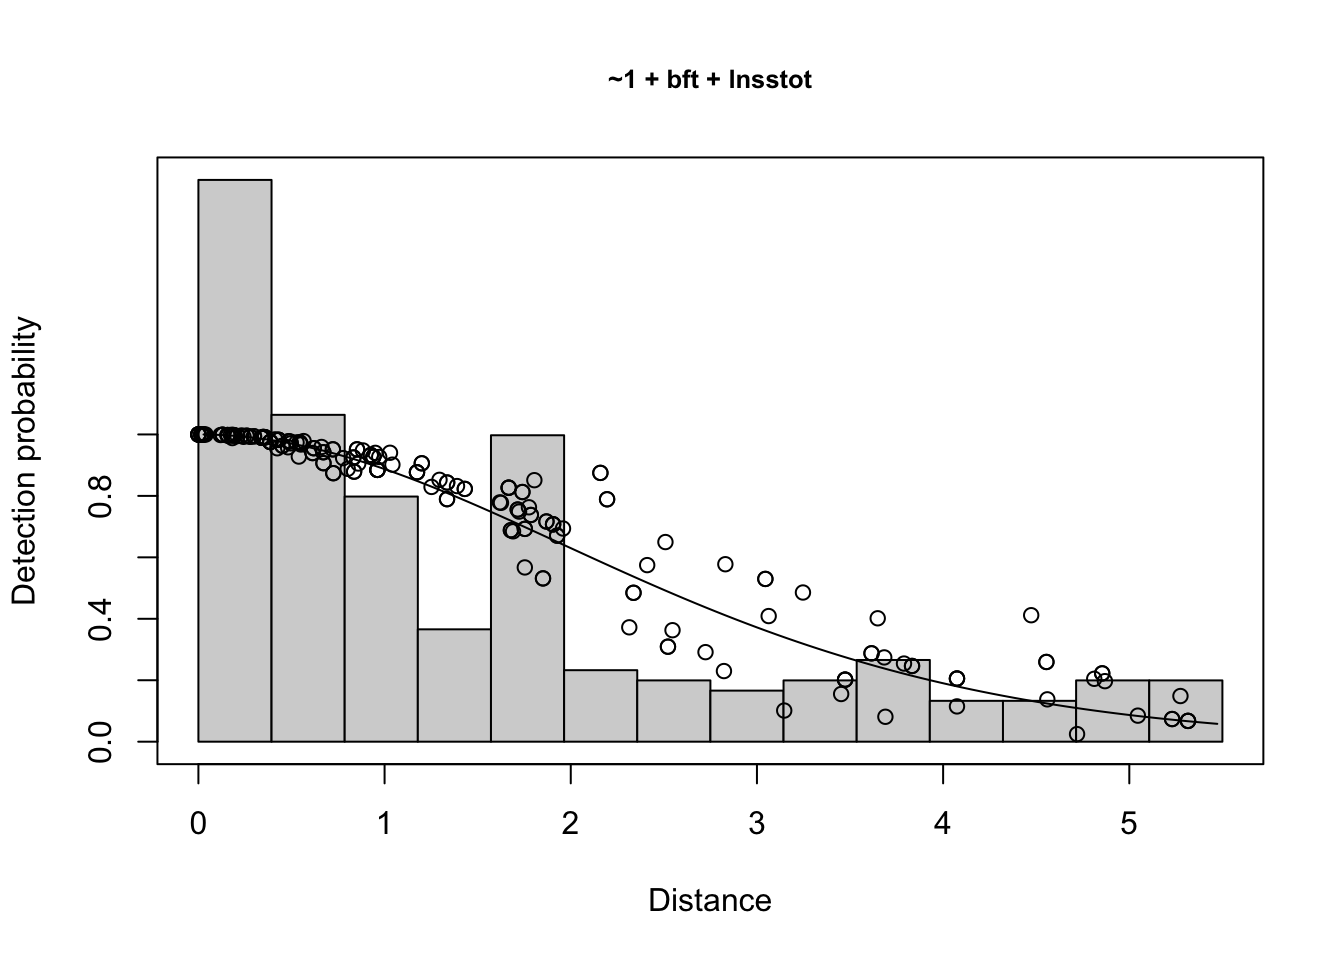 ~1 + bft + lnsstot
Detection probability
0.8
0.4
0.0
0 1 2 3 4 5
Distance